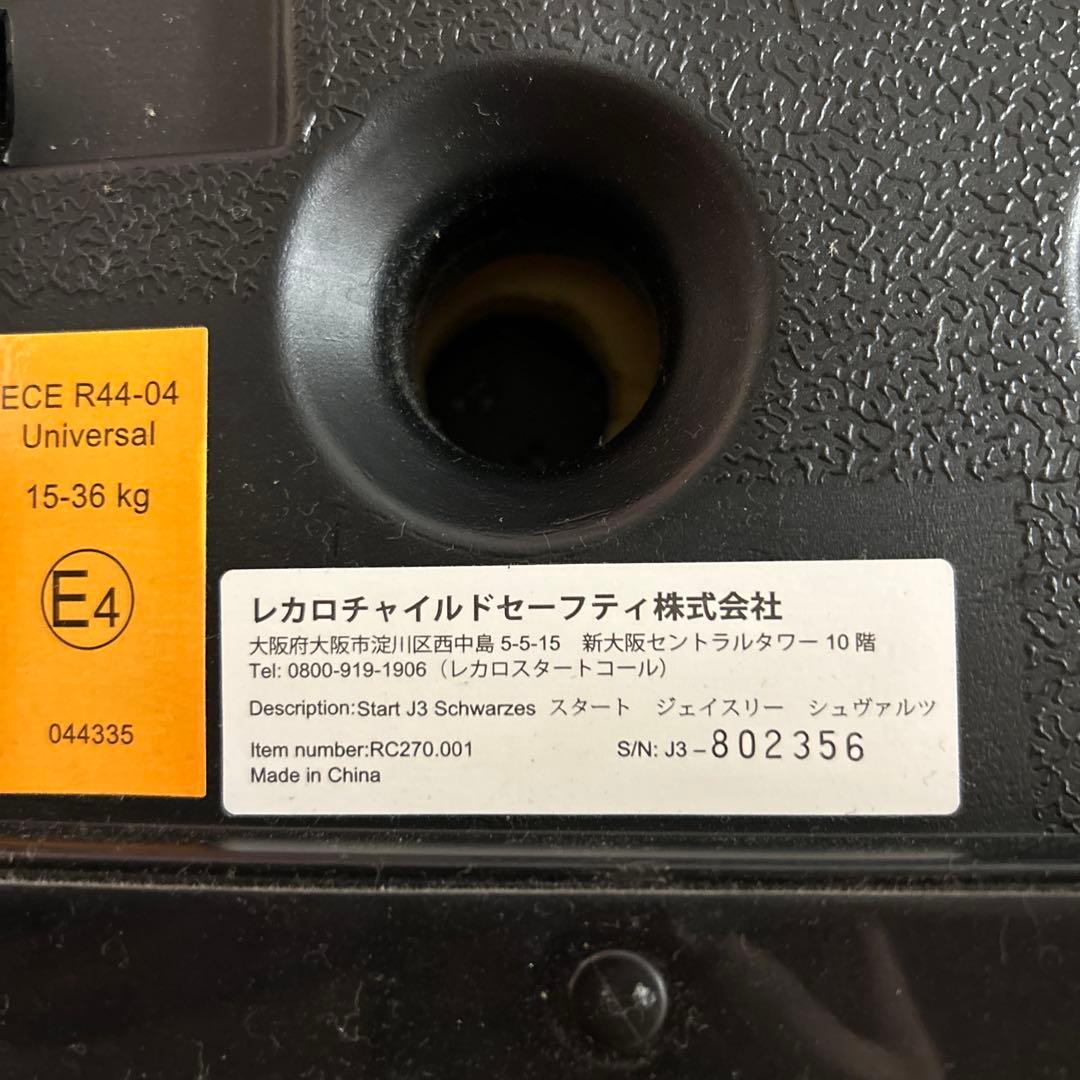 ECE R44-04
Universal
15-36 kg
E4
044335
レカロチャイルドセーフティ株式会社
大阪府大阪市淀川区西中島 5-5-15　新大阪セントラルタワー 10 階
Tel: 0800-919-1906（レカロスタートコール）
Description:Start J3 Schwarzes スタート　ジェイスリー　シュヴァルツ
Item number:RC270.001　S/N: J3－802356
Made in China